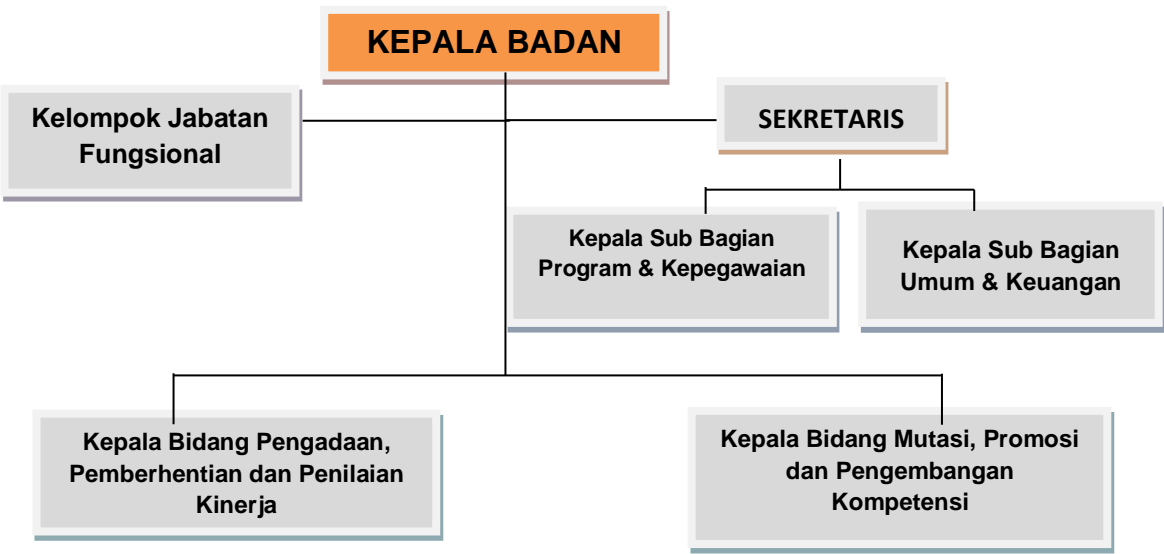 KEPALA BADAN
Kelompok Jabatan
Fungsional
SEKRETARIS
Kepala Sub Bagian
Program & Kepegawaian
Kepala Sub Bagian
Umum & Keuangan
Kepala Bidang Pengadaan,
Pemberhentian dan Penilaian
Kinerja
Kepala Bidang Mutasi, Promosi
dan Pengembangan
Kompetensi